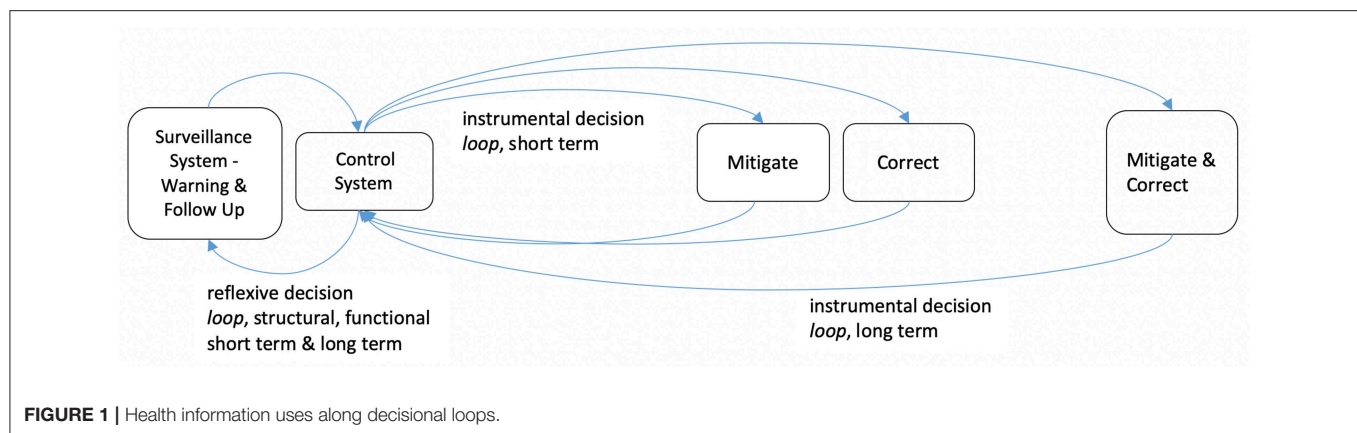 Surveillance
System -
Warning &
Follow Up
Control
System
instrumental decision
loop, short term
Mitigate
Correct
Mitigate &
Correct
reflexive decision
loop, structural, functional
short term & long term
instrumental decision
loop, long term
FIGURE 1 | Health information uses along decisional loops.